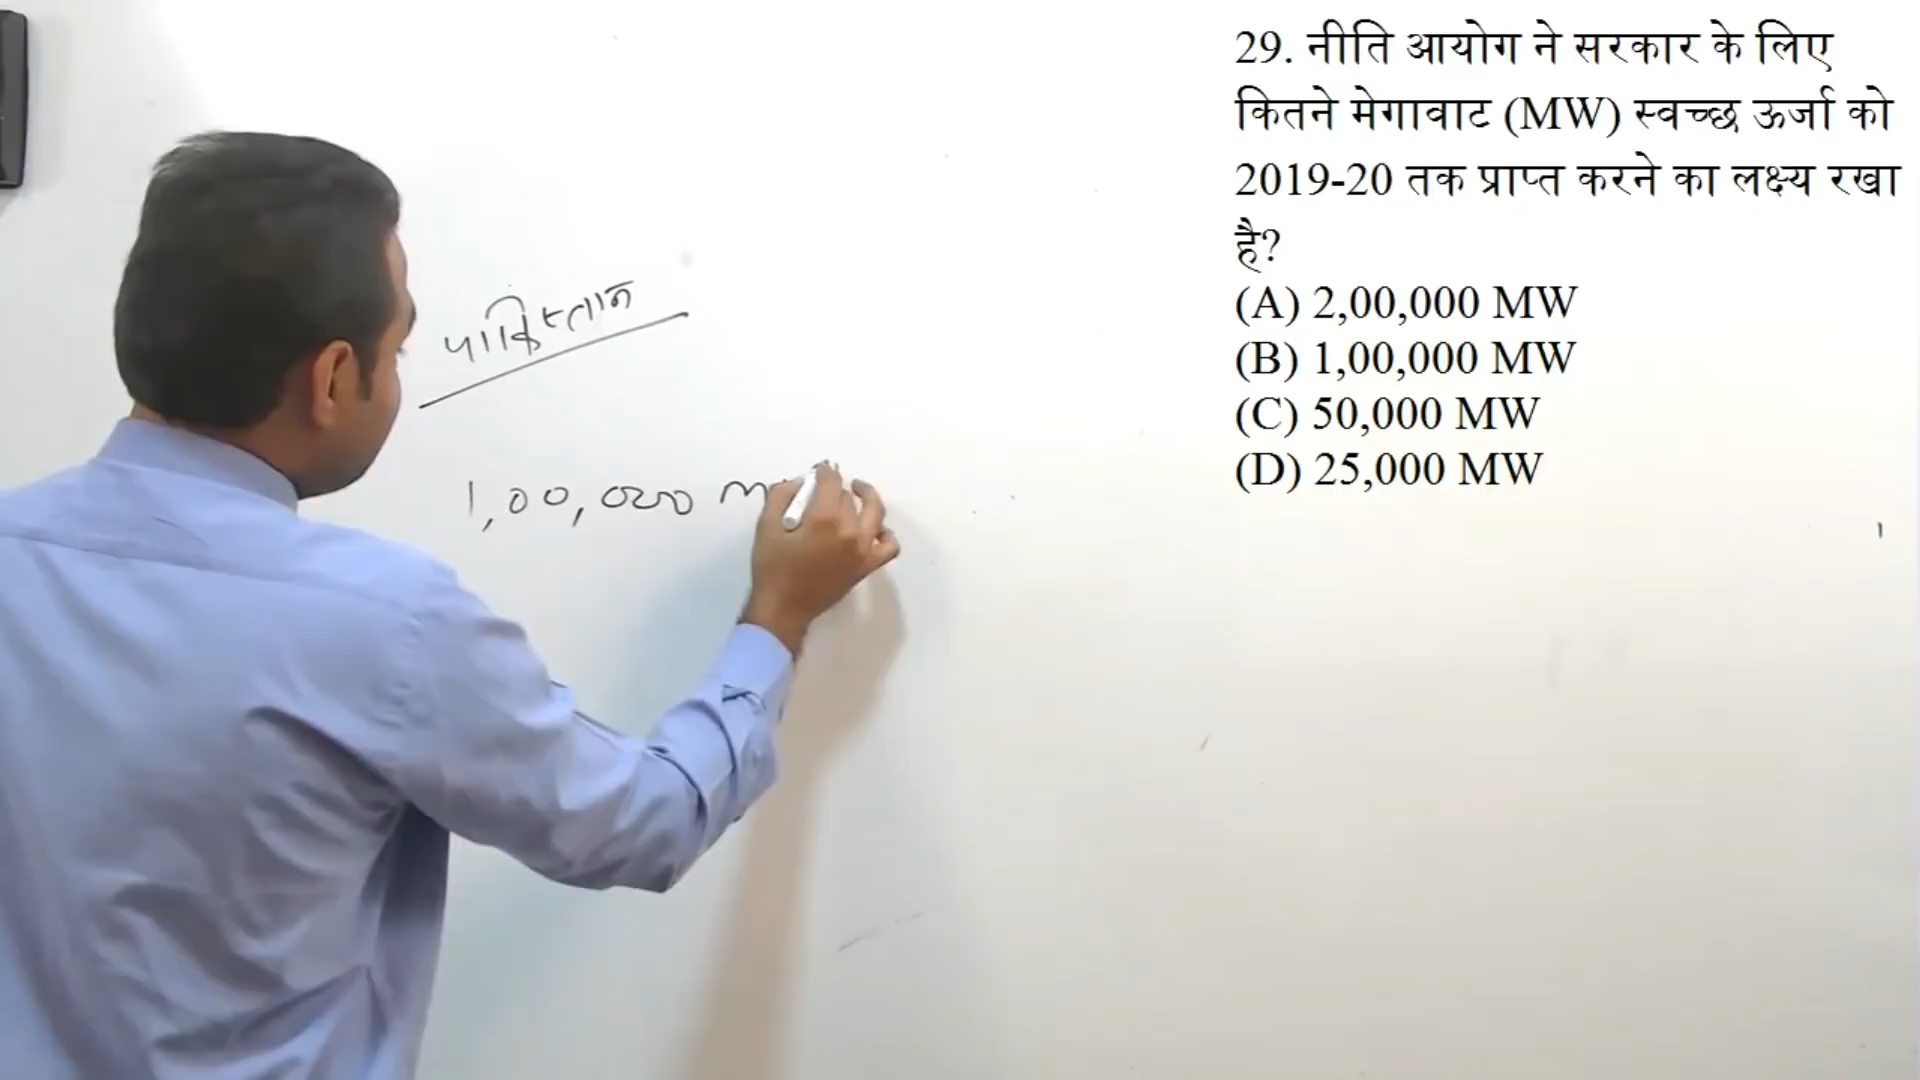 पाकिस्तान
1,00,000 M
29. नीति आयोग ने सरकार के लिए
कितने मेगावाट (MW) स्वच्छ ऊर्जा को
2019-20 तक प्राप्त करने का लक्ष्य रखा
है?
(A) 2,00,000 MW
(B) 1,00,000 MW
(C) 50,000 MW
(D) 25,000 MW